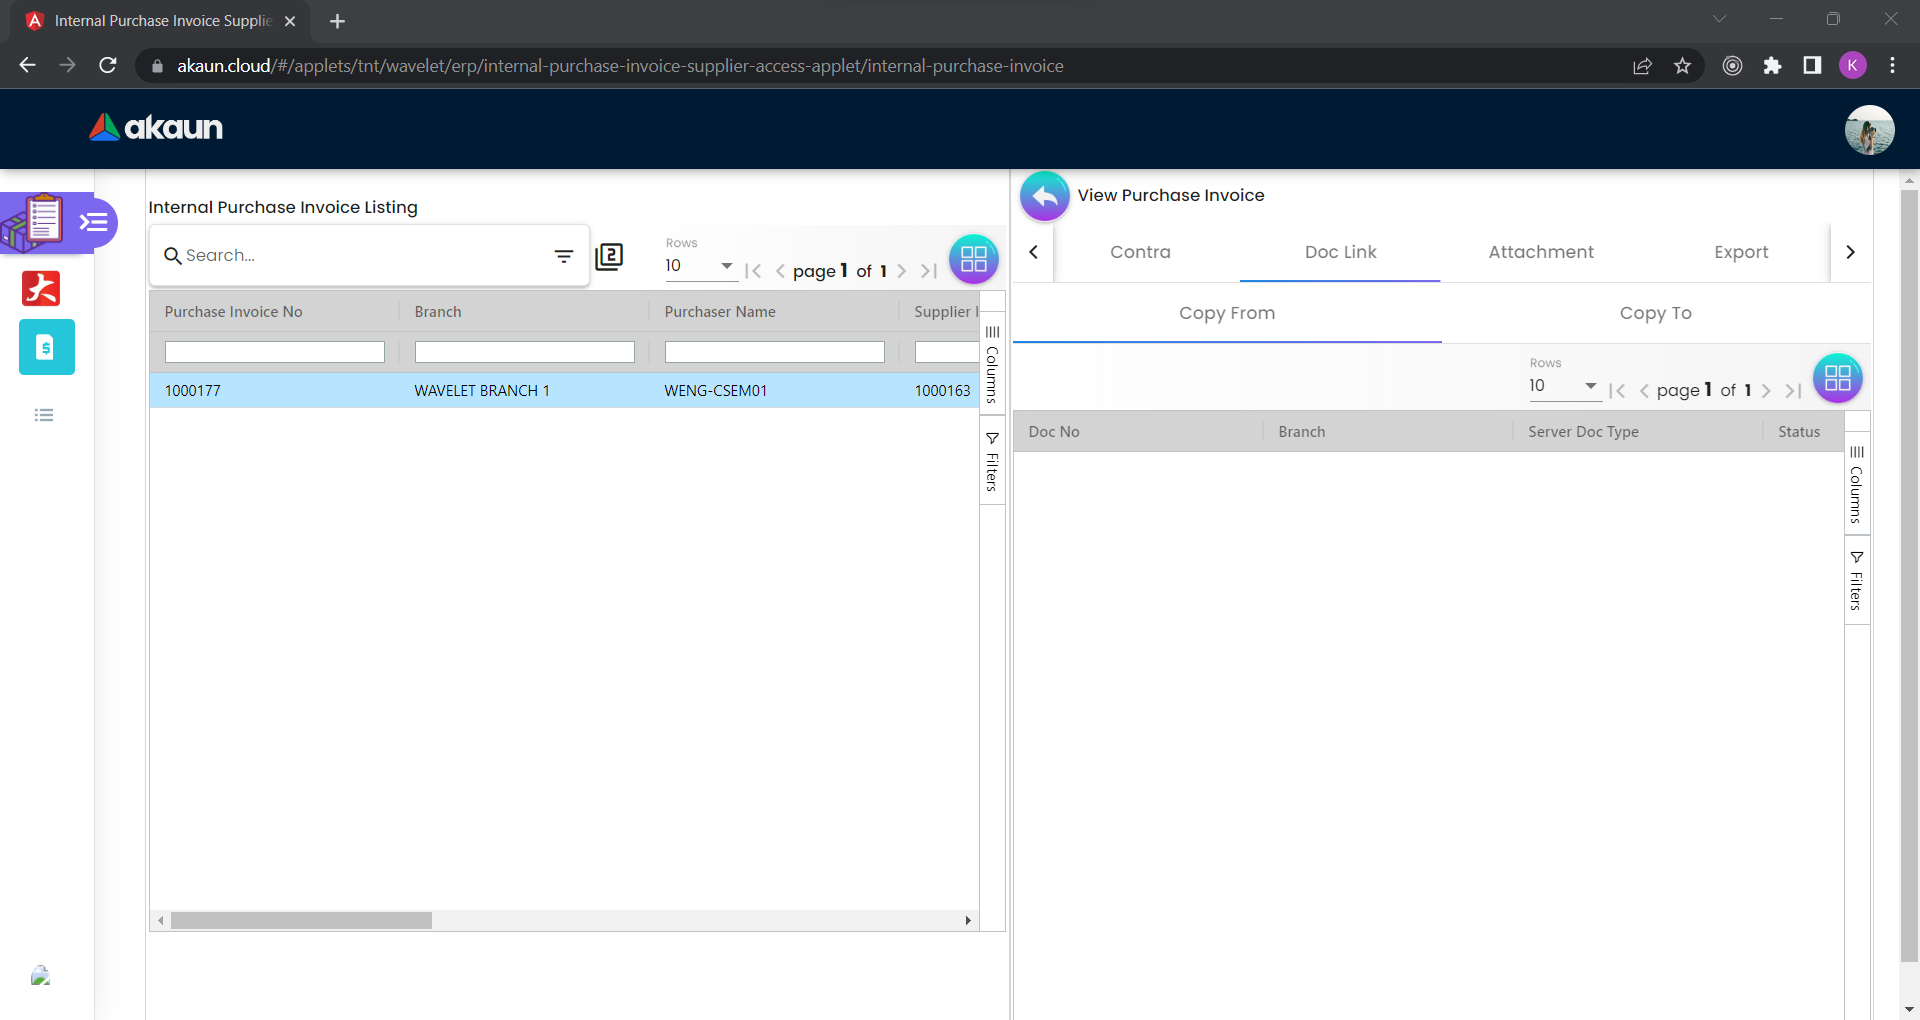 Internal Purchase Invoice Supplie
akaun.cloud/#/applets/tnt/wavelet/erp/internal-purchase-invoice-supplier-access-applet/internal-purchase-invoice
K
akaun
Internal Purchase Invoice Listing
Search...
2
Rows
10
page 1 of 1
Purchase Invoice No
Branch
Purchaser Name
Supplier I
1000177
WAVELET BRANCH 1
WENG-CSEM01
1000163
Columns
Filters
View Purchase Invoice
Contra
Doc Link
Attachment
Export
Copy From
Copy To
Rows
10
page 1 of 1
Doc No
Branch
Server Doc Type
Status
Columns
Filters